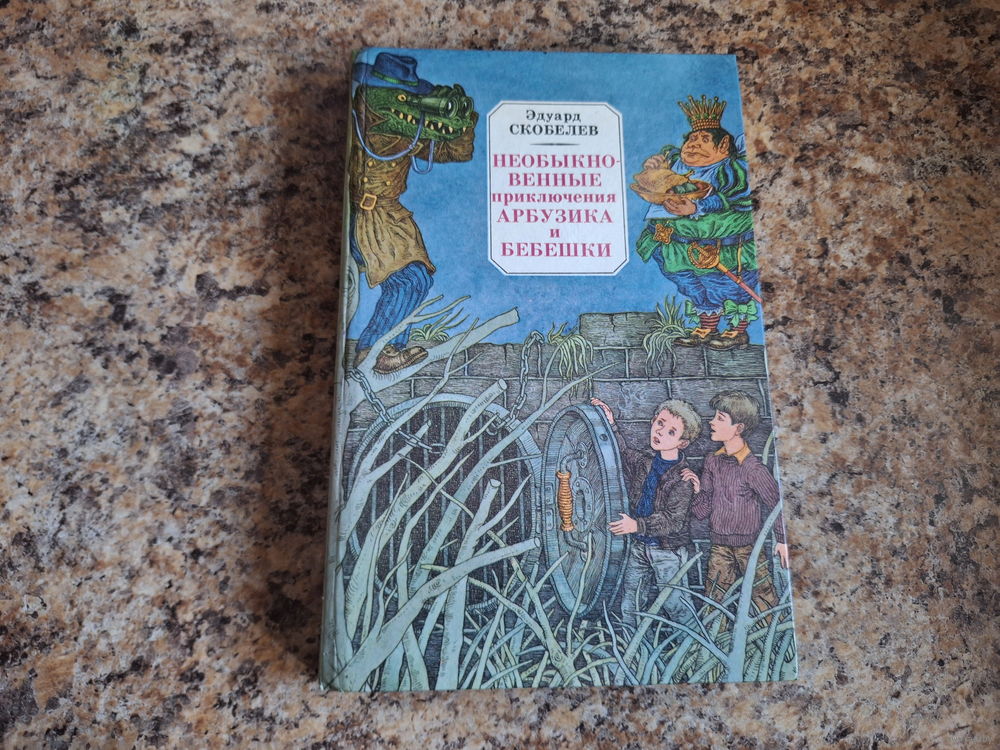 Эдуард
СКОБЕЛЕВ
НЕОБЫКНО-
ВЕННЫЕ
приключения
АРБУЗИКА
и
БЕБЕШКИ